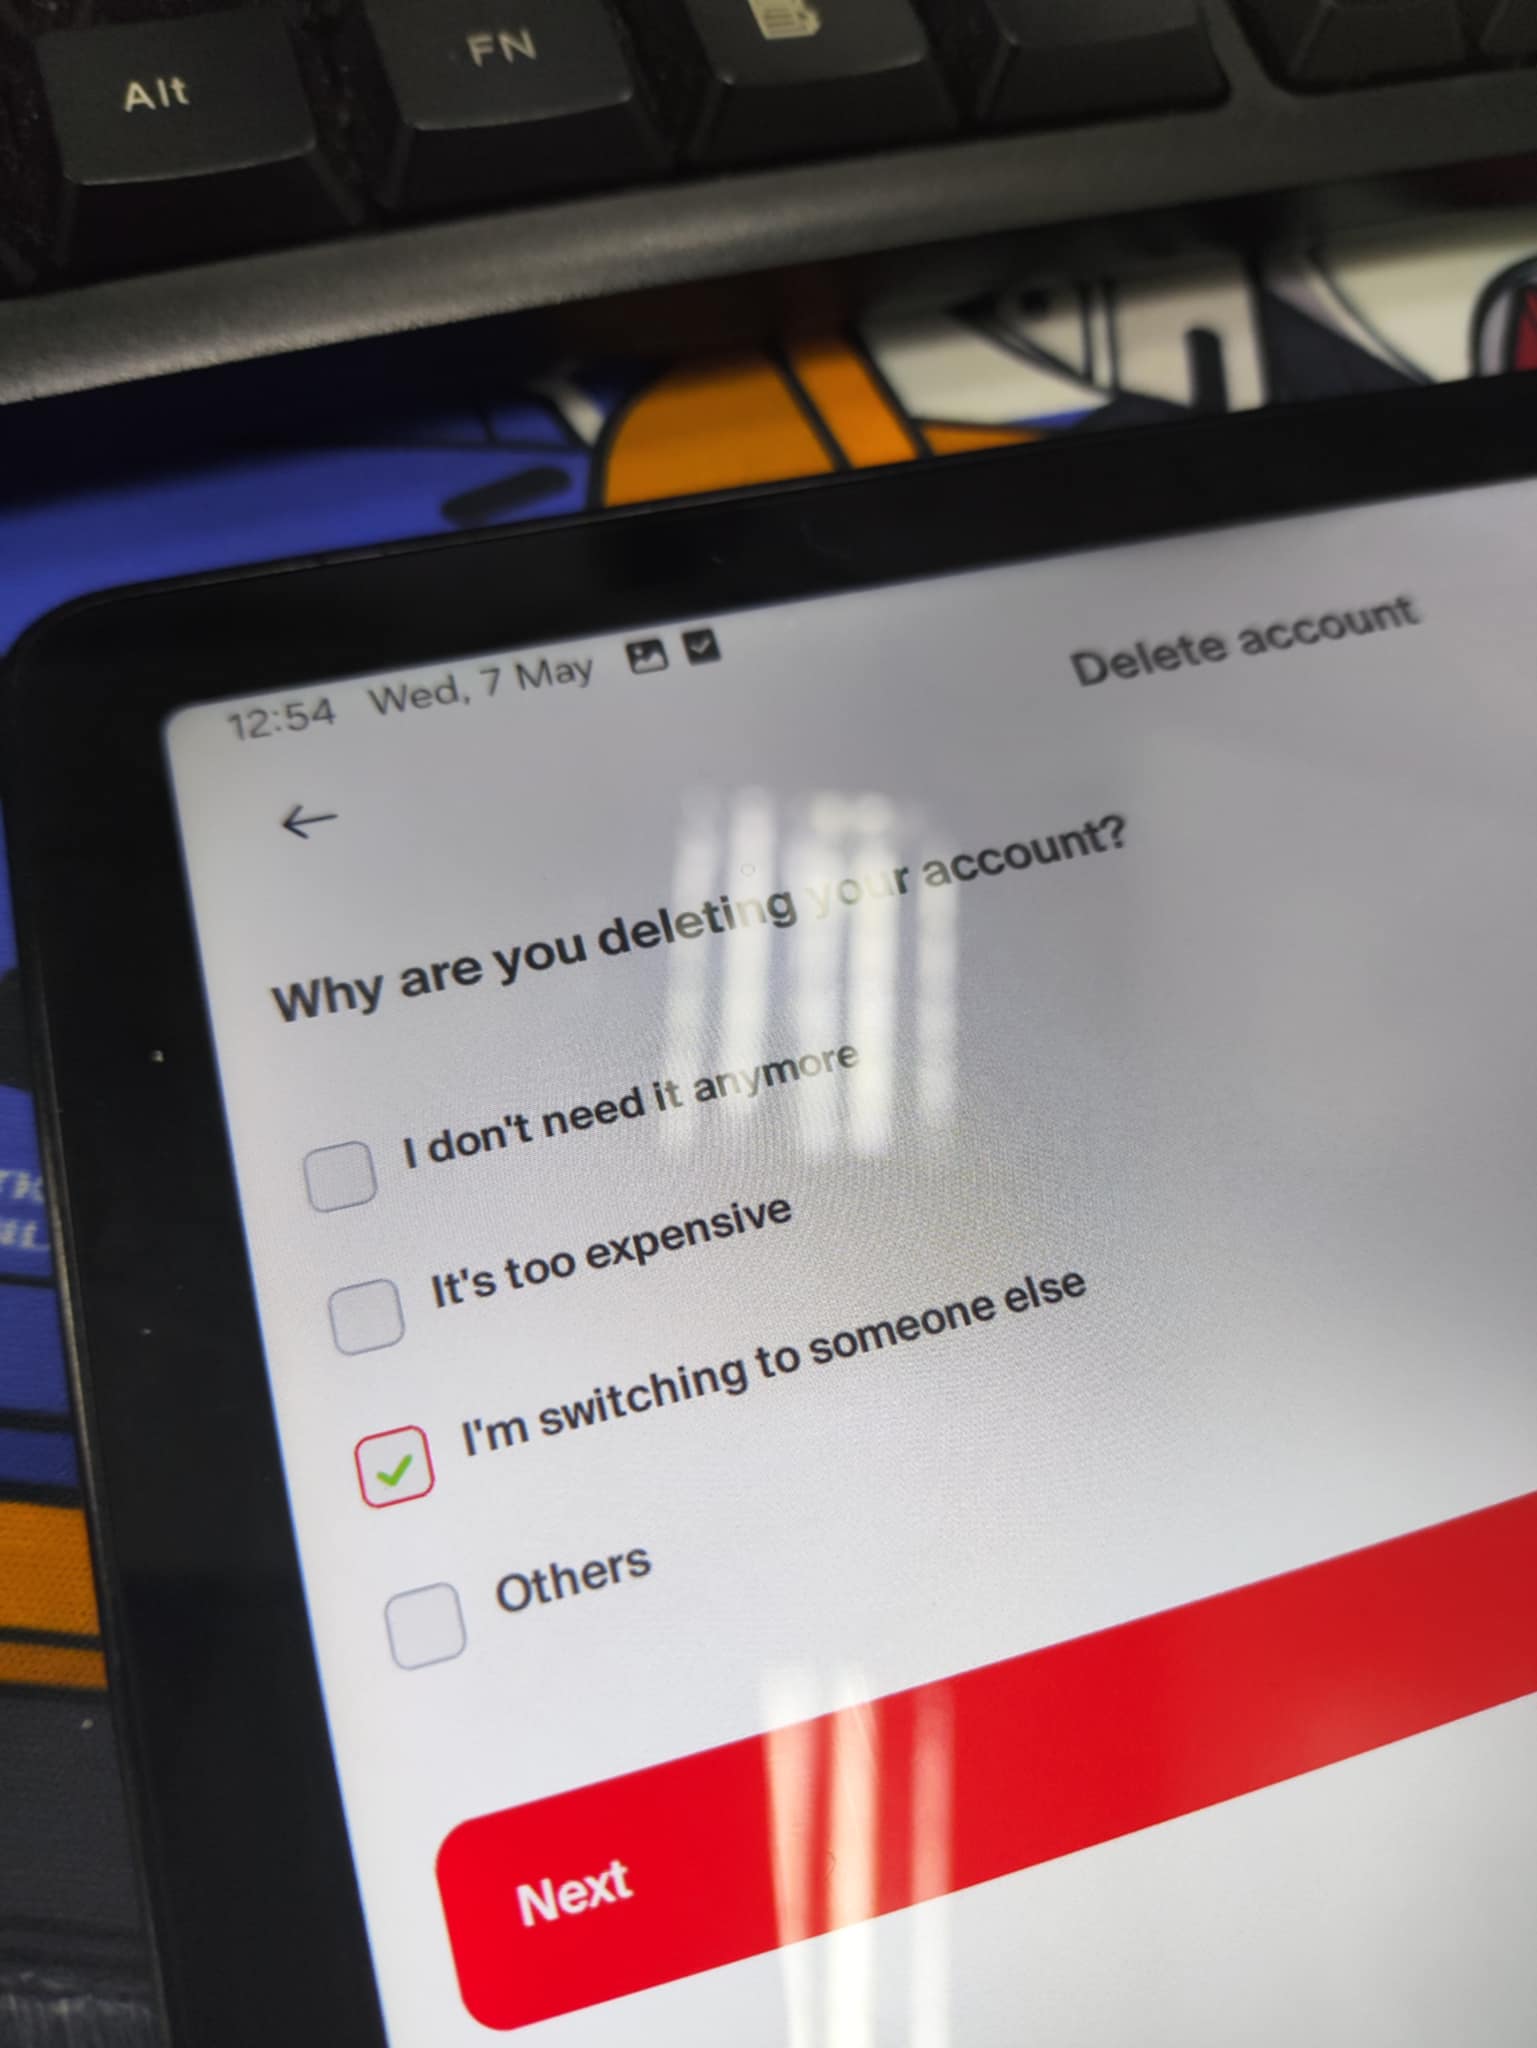 Alt
FN
12:54 Wed, 7 May
Delete account
Why are you deleting your account?
I don't need it anymore
It's too expensive
I'm switching to someone else
Others
Next